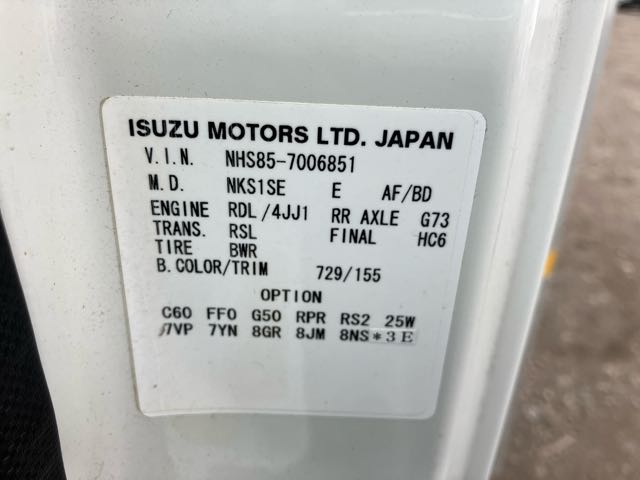 ISUZU MOTORS LTD. JAPAN
V.I.N. NHS85-7006851
M.D. NKS1SE E AF/BD
ENGINE RDL/4JJ1 RR AXLE G73
TRANS. RSL FINAL HC6
TIRE BWR
B.COLOR/TRIM 729/155
OPTION
C60 FF0 G50 RPR RS2 25W
7VP 7YN 8GR 8JM 8NS *3E